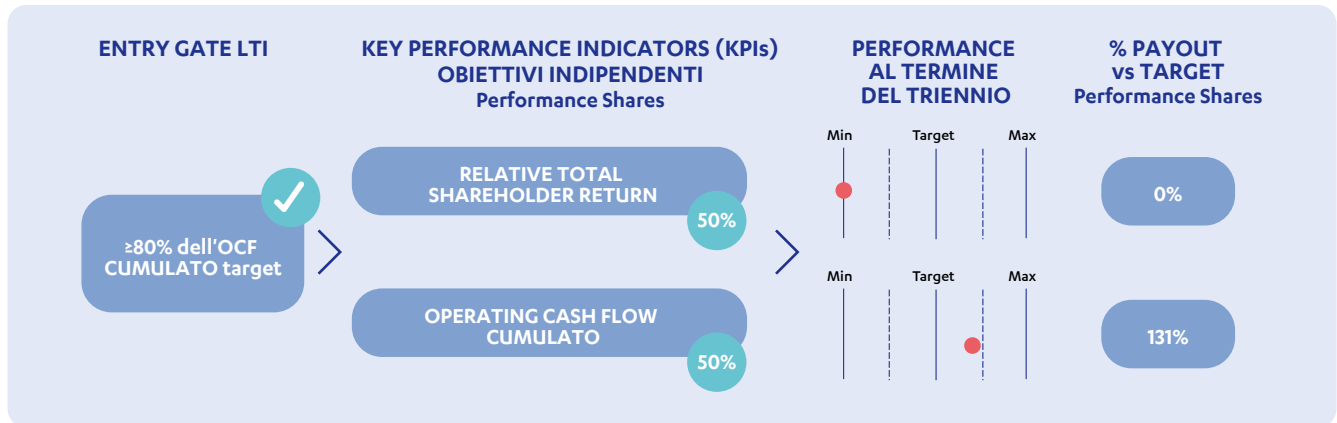 ENTRY GATE LTI
≥80% dell'OCF
CUMULATO target
KEY PERFORMANCE INDICATORS (KPIs)
OBIETTIVI INDIPENDENTI
Performance Shares
RELATIVE TOTAL
SHAREHOLDER RETURN
50%
OPERATING CASH FLOW
CUMULATO
50%
PERFORMANCE
AL TERMINE
DEL TRIENNIO
Min Target Max
Min Target Max
% PAYOUT
vs TARGET
Performance Shares
0%
131%